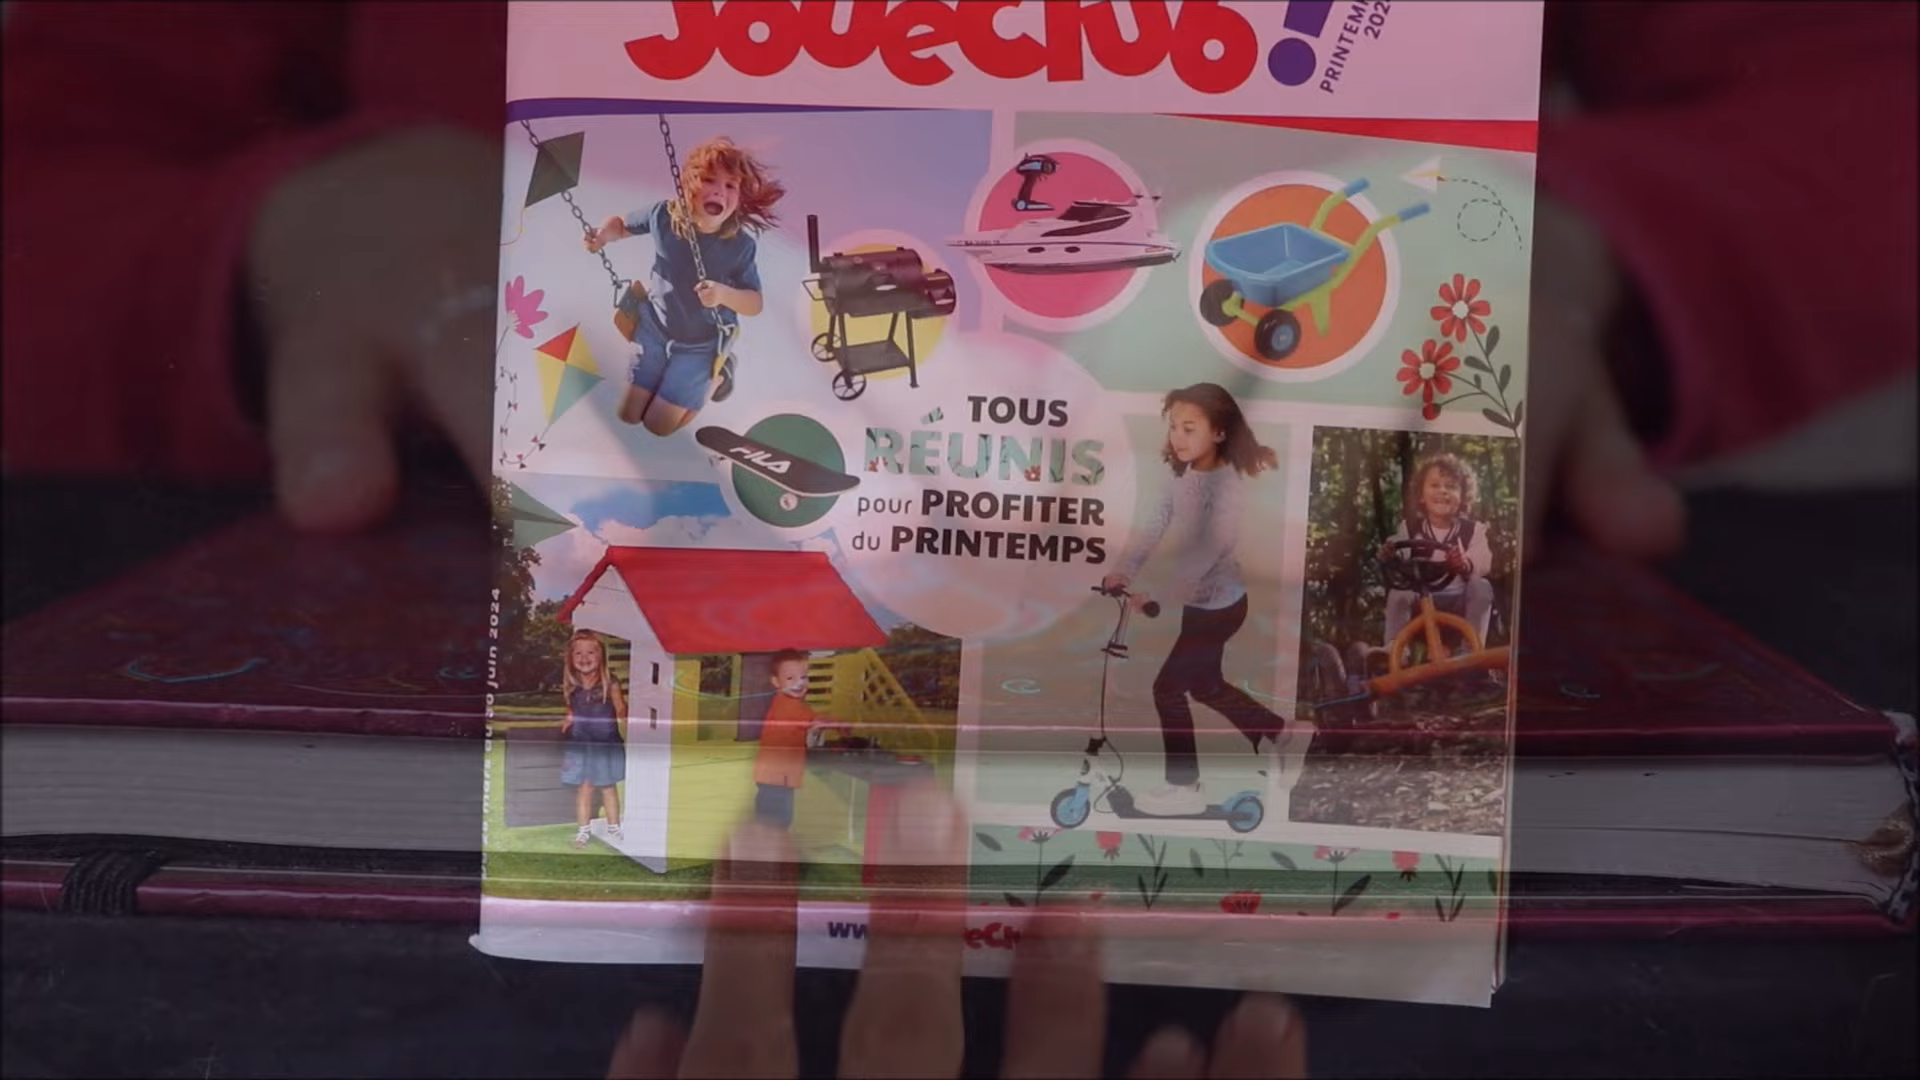 JouéClub!
PRINTEMPS
FILA
TOUS
RÉUNIS
pour PROFITER
du PRINTEMPS
juin 2024